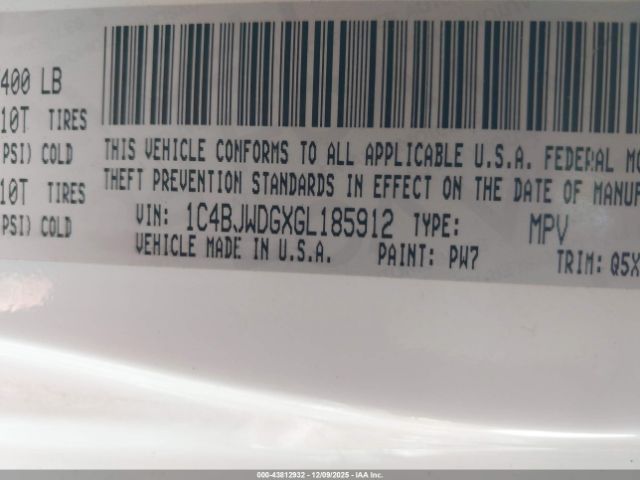 400 LB
10T TIRES
PSI) COLD
10T TIRES
PSI) COLD
THIS VEHICLE CONFORMS TO ALL APPLICABLE U.S.A. FEDERAL MO
THEFT PREVENTION STANDARDS IN EFFECT ON THE DATE OF MANUF
VIN: 1C4BJWDGXGL185912 TYPE: MPV
VEHICLE MADE IN U.S.A. PAINT: PW7 TRIM: Q5X
000-43812932 - 12/09/2025 - IAA Inc.